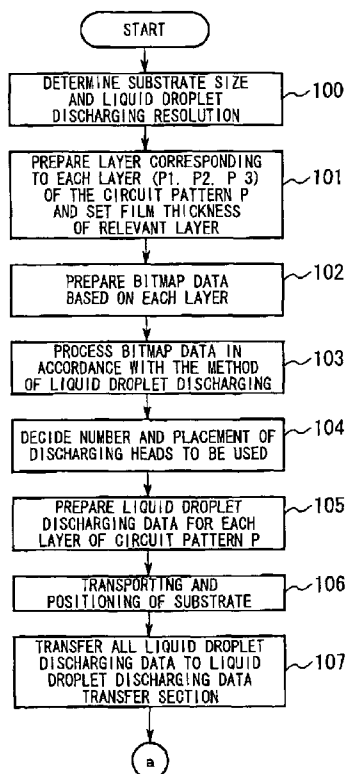 START
DETERMINE SUBSTRATE SIZE
AND LIQUID DROPLET
DISCHARGING RESOLUTION
100
PREPARE LAYER CORRESPONDING
TO EACH LAYER (P1, P2, P 3)
OF THE CIRCUIT PATTERN P
AND SET FILM THICKNESS
OF RELEVANT LAYER
101
PREPARE BITMAP DATA
BASED ON EACH LAYER
102
PROCESS BITMAP DATA IN
ACCORDANCE WITH THE METHOD
OF LIQUID DROPLET DISCHARGING
103
DECIDE NUMBER AND PLACEMENT OF
DISCHARGING HEADS TO BE USED
104
PREPARE LIQUID DROPLET
DISCHARGING DATA FOR EACH
LAYER OF CIRCUIT PATTERN P
105
TRANSPORTING AND
POSITIONING OF SUBSTRATE
106
TRANSFER ALL LIQUID DROPLET
DISCHARGING DATA TO LIQUID
DROPLET DISCHARGING DATA
TRANSFER SECTION
107
a